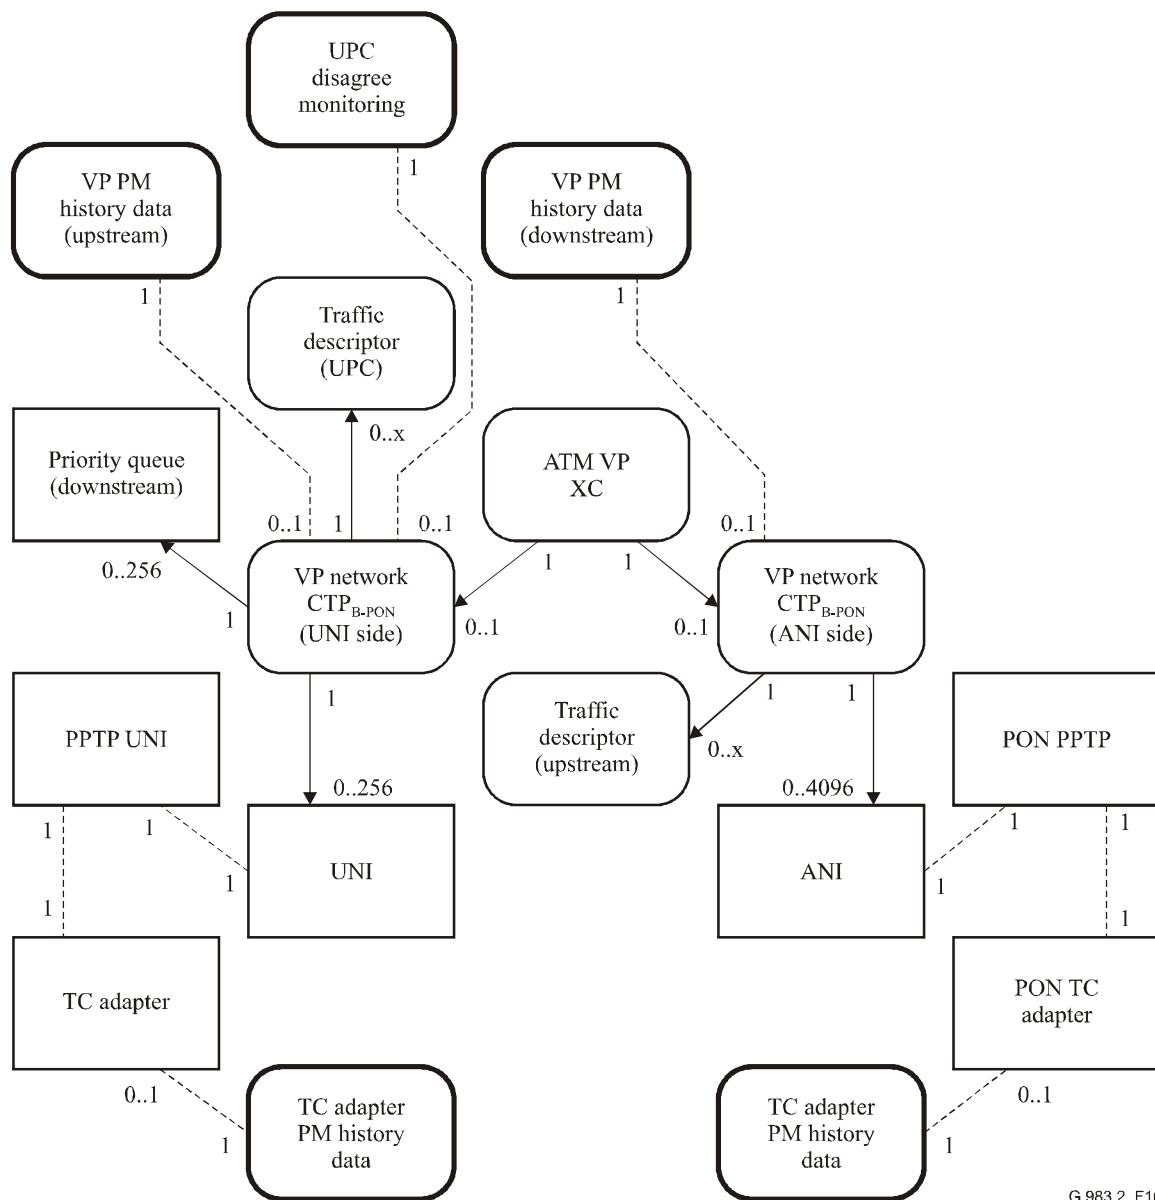 UPC
disagree
monitoring
1
VP PM
history data
(upstream)
VP PM
history data
(downstream)
1
1
Traffic
descriptor
(UPC)
0..x
Priority queue
(downstream)
ATM VP
XC
0..1
1
0..1
0..1
0..256
1
1
VP network
CTPB-PON
(UNI side)
VP network
CTPB-PON
(ANI side)
1
0..1
0..1
1
1
1
PPTP UNI
Traffic
descriptor
(upstream)
PON PPTP
0..x
0..256
0..4096
1
1
1
1
UNI
ANI
1
1
1
1
TC adapter
PON TC
adapter
0..1
0..1
TC adapter
PM history
data
TC adapter
PM history
data
1
1